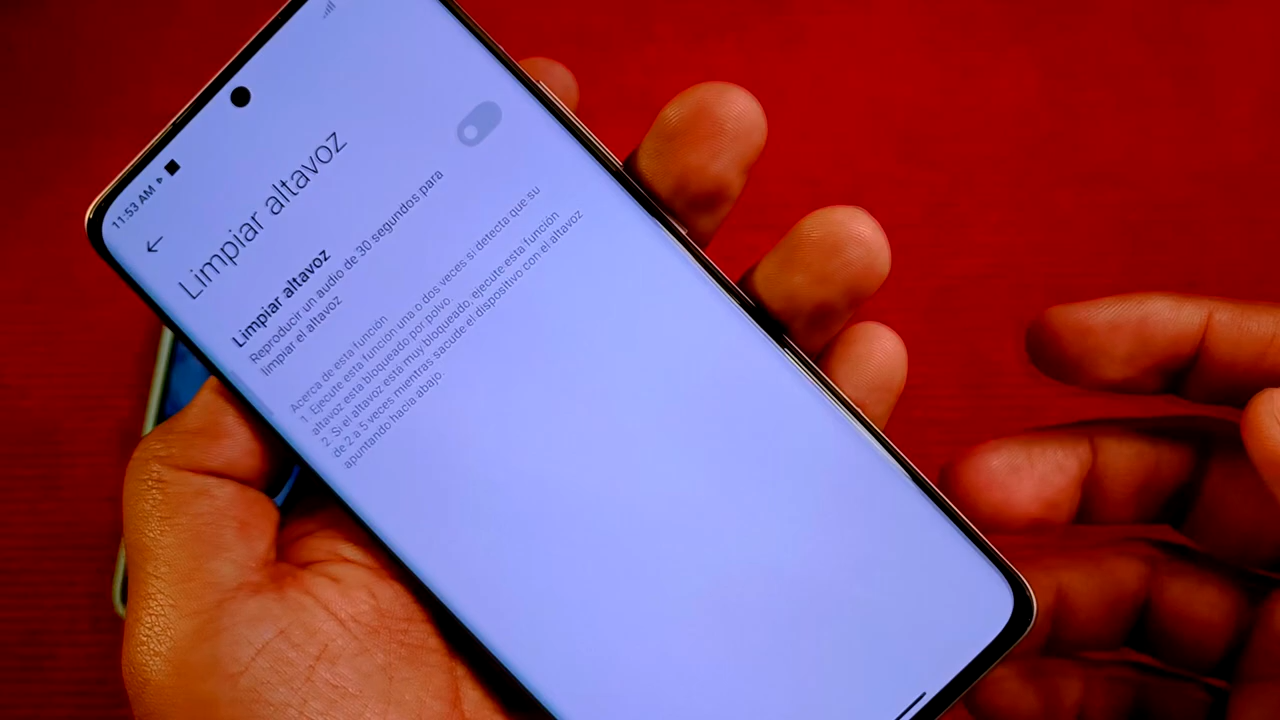 11:53 AM
Limpiar altavoz
Limpiar altavoz
Reproducir un audio de 30 segundos para
limpiar el altavoz
Acerca de esta función
1. Ejecute esta función una o dos veces si detecta que su
altavoz esta bloqueado por polvo.
2. Si el altavoz está muy bloqueado, ejecute esta función
de 2 a 5 veces mientras sacude el dispositivo con el altavoz
apuntando hacia abajo.